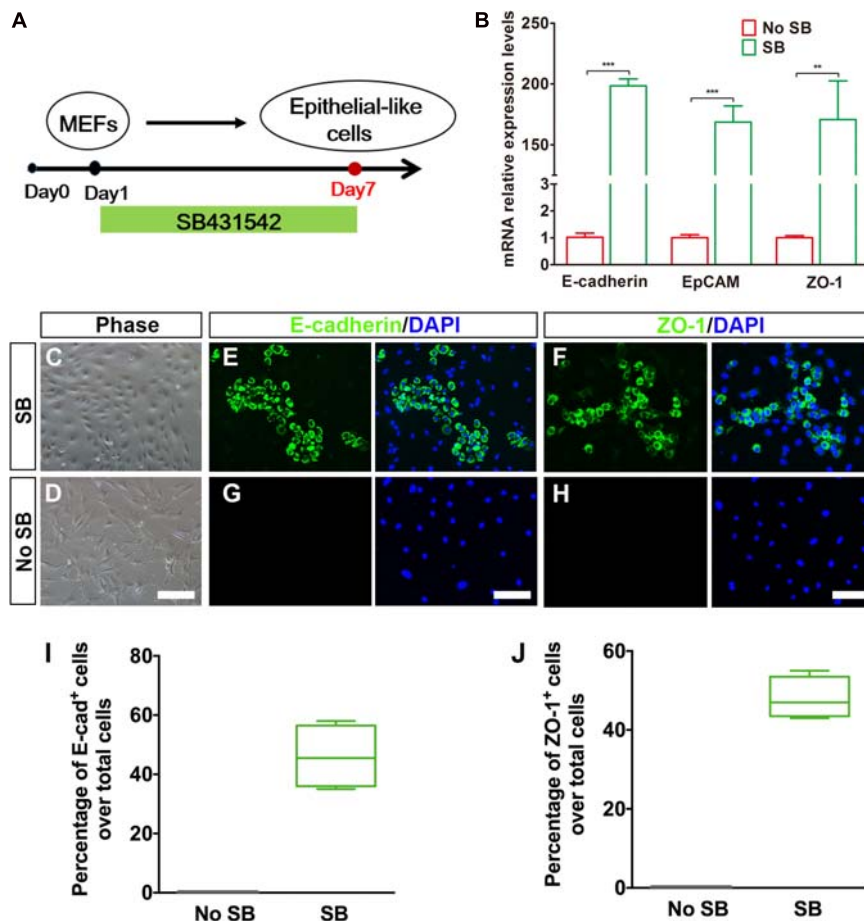 A
MEFs
Epithelial-like
cells
Day0
Day1
Day7
SB431542
B
No SB
SB
mRNA relative expression levels
250
200
150
4
3
2
1
0
***
***
**
E-cadherin
EpCAM
ZO-1
Phase
E-cadherin/DAPI
ZO-1/DAPI
SB
C
E
F
No SB
D
G
H
I
Percentage of E-cad+ cells
over total cells
80
60
40
20
0
No SB
SB
J
Percentage of ZO-1+ cells
over total cells
60
40
20
0
No SB
SB